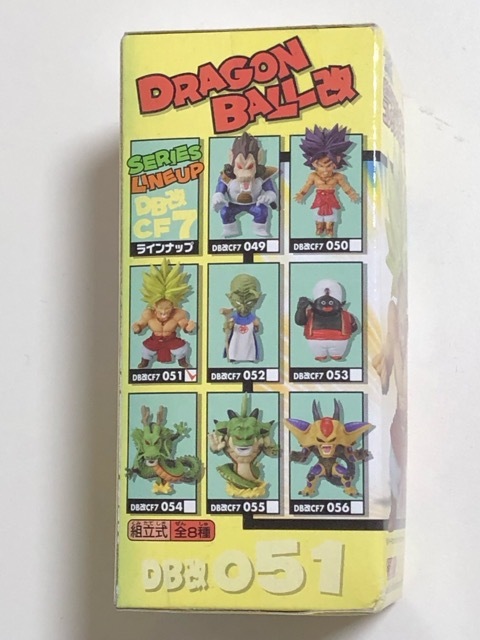 DRAGON
BALL改
SERIES
LINEUP
DB改
CF7
ラインナップ
DB改CF7 049
DB改CF7 050
DB改CF7 051
DB改CF7 052
DB改CF7 053
DB改CF7 054
DB改CF7 055
DB改CF7 056
組立式 全8種
DB改 051